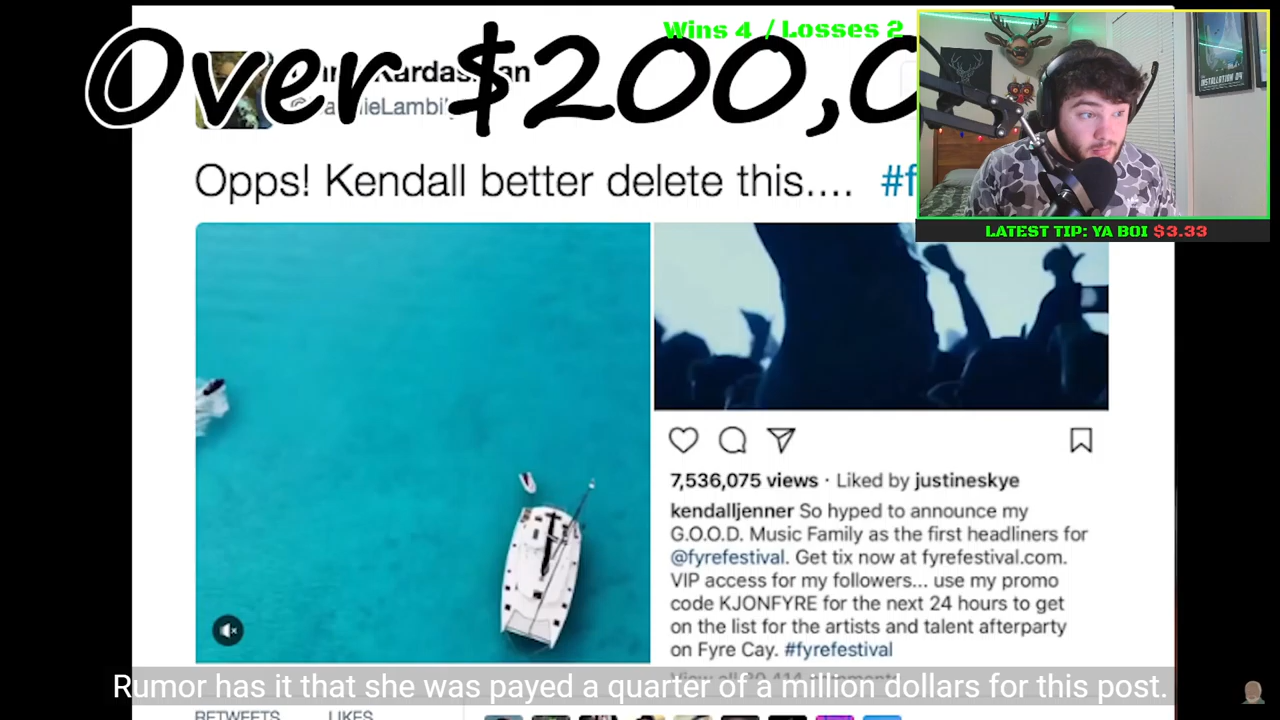 Wins 4 / Losses 2
Over $200,0
Opps! Kendall better delete this.... #f
LATEST TIP: YA BOI $3.33
7,536,075 views · Liked by justineskye
kendalljenner So hyped to announce my
G.O.O.D. Music Family as the first headliners for
@fyrefestival. Get tix now at fyrefestival.com.
VIP access for my followers... use my promo
code KJONFYRE for the next 24 hours to get
on the list for the artists and talent afterparty
on Fyre Cay. #fyrefestival
Rumor has it that she was payed a quarter of a million dollars for this post.
RETWEETS LIKES